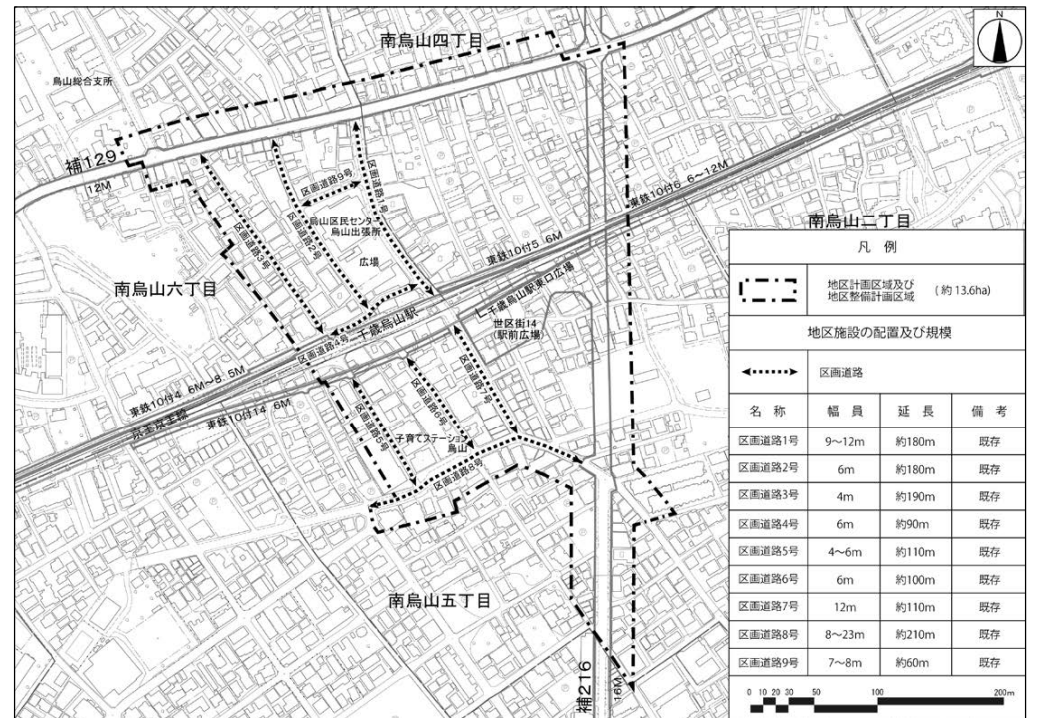 南烏山四丁目
N
烏山総合支所
補129
12M
区画道路9号
区画道路1号
区画道路2号
区画道路3号
烏山区民センター
烏山出張所
広場
東鉄10付6 6～12M
東鉄10付5 6M
南烏山二丁目
南烏山六丁目
千歳烏山駅
千歳烏山駅東口広場
世区街14
(駅前広場)
区画道路4号
区画道路7号
区画道路6号
区画道路5号
東鉄10付4 6M～8.5M
京王京王線
東鉄10付14 6M
子育てステーション
烏山
区画道路8号
南烏山五丁目
補216
16M
凡 例
地区計画区域及び
地区整備計画区域 (約13.6ha)
地区施設の配置及び規模
区画道路
名 称 幅 員 延 長 備 考
区画道路1号 9～12m 約180m 既存
区画道路2号 6m 約180m 既存
区画道路3号 4m 約190m 既存
区画道路4号 6m 約90m 既存
区画道路5号 4～6m 約110m 既存
区画道路6号 6m 約100m 既存
区画道路7号 12m 約110m 既存
区画道路8号 8～23m 約210m 既存
区画道路9号 7～8m 約60m 既存
0 10 20 30 50 100 200m